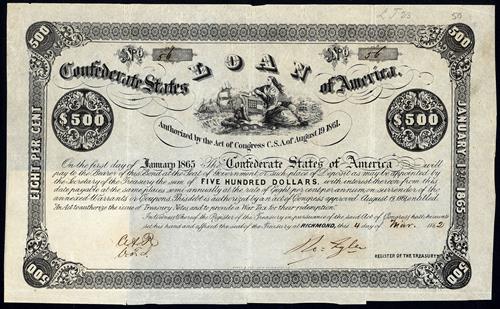 500
500
No 56
No 56
Confederate States LOAN of America.
Authorized by the Act of Congress C.S.A. of August 19 1861.
$500
$500
EIGHT PER CENT
JANUARY 1865
On the first day of January 1865 The Confederate States of America will
pay to the Bearer of this Bond at the Seat of Government or at such place of Deposit as may be appointed by
the Secretary of the Treasury the sum of FIVE HUNDRED DOLLARS, with interest thereon from this
date payable at the same places semi-annually at the rate of Eight per cent per annum on surrender of the
annexed Warrants or Coupons. This debt is authorized by an act of Congress approved August 19, 1861 entitled
An Act to authorize the issue of Treasury Notes and to provide a War Tax for their redemption.
In testimony whereof the Register of the Treasury in pursuance of the said Act of Congress hath hereunto
set his hand and affixed the seal of the Treasury at RICHMOND, this 4 day of Mar. 1862
Ro. Tyler
REGISTER OF THE TREASURY
500
500